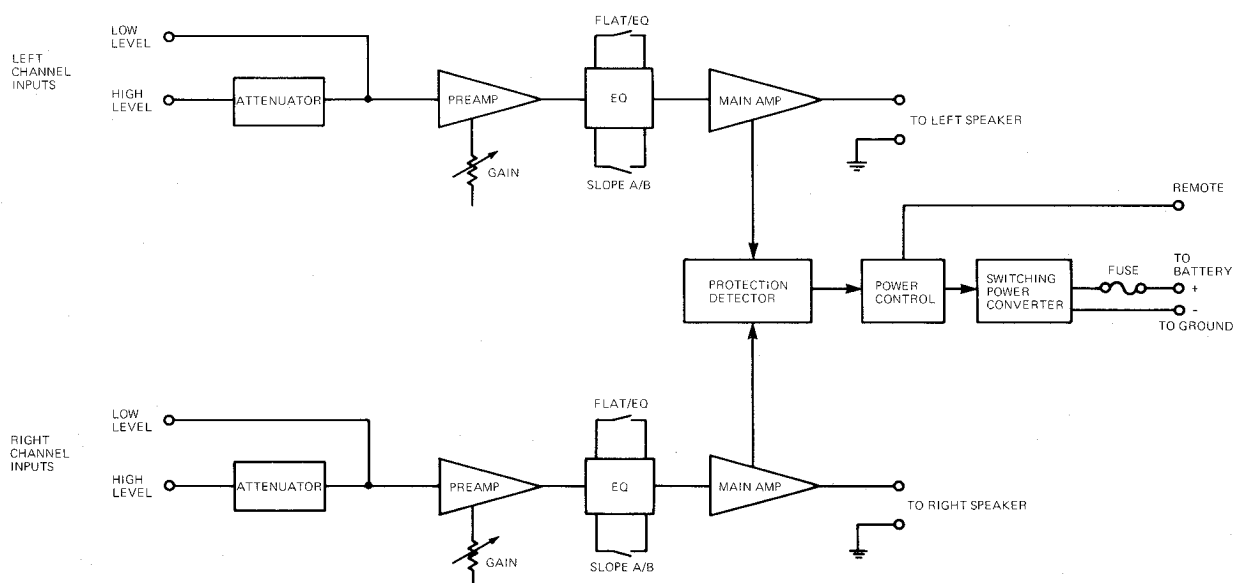 LEFT
CHANNEL
INPUTS
LOW
LEVEL
HIGH
LEVEL
ATTENUATOR
PREAMP
GAIN
FLAT/EQ
EQ
SLOPE A/B
MAIN AMP
TO LEFT SPEAKER
REMOTE
PROTECTION
DETECTOR
POWER
CONTROL
SWITCHING
POWER
CONVERTER
FUSE
TO
BATTERY
+
-
TO GROUND
RIGHT
CHANNEL
INPUTS
LOW
LEVEL
HIGH
LEVEL
ATTENUATOR
PREAMP
GAIN
FLAT/EQ
EQ
SLOPE A/B
MAIN AMP
TO RIGHT SPEAKER